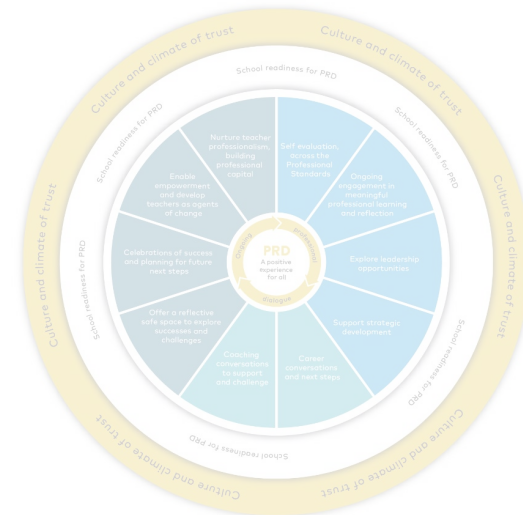 Culture and climate of trust
Culture and climate of trust
Culture and climate of trust
Culture and climate of trust
Culture and climate of trust
Culture and climate of trust
School readiness for PRD
School readiness for PRD
School readiness for PRD
School readiness for PRD
School readiness for PRD
School readiness for PRD
Self evaluation,
across the
Professional
Standards
Ongoing
engagement in
meaningful
professional learning
and reflection
Explore leadership
opportunities
Support strategic
development
Career
conversations
and next steps
Coaching
conversations
to support
and challenge
Offer a reflective
safe space to explore
successes and
challenges
Celebrations of success
and planning for future
next steps
Enable
empowerment
and develop
teachers as agents
of change
Nurture teacher
professionalism,
building
professional
capital
Ongoing
professional
dialogue
PRD
A positive
experience
for all